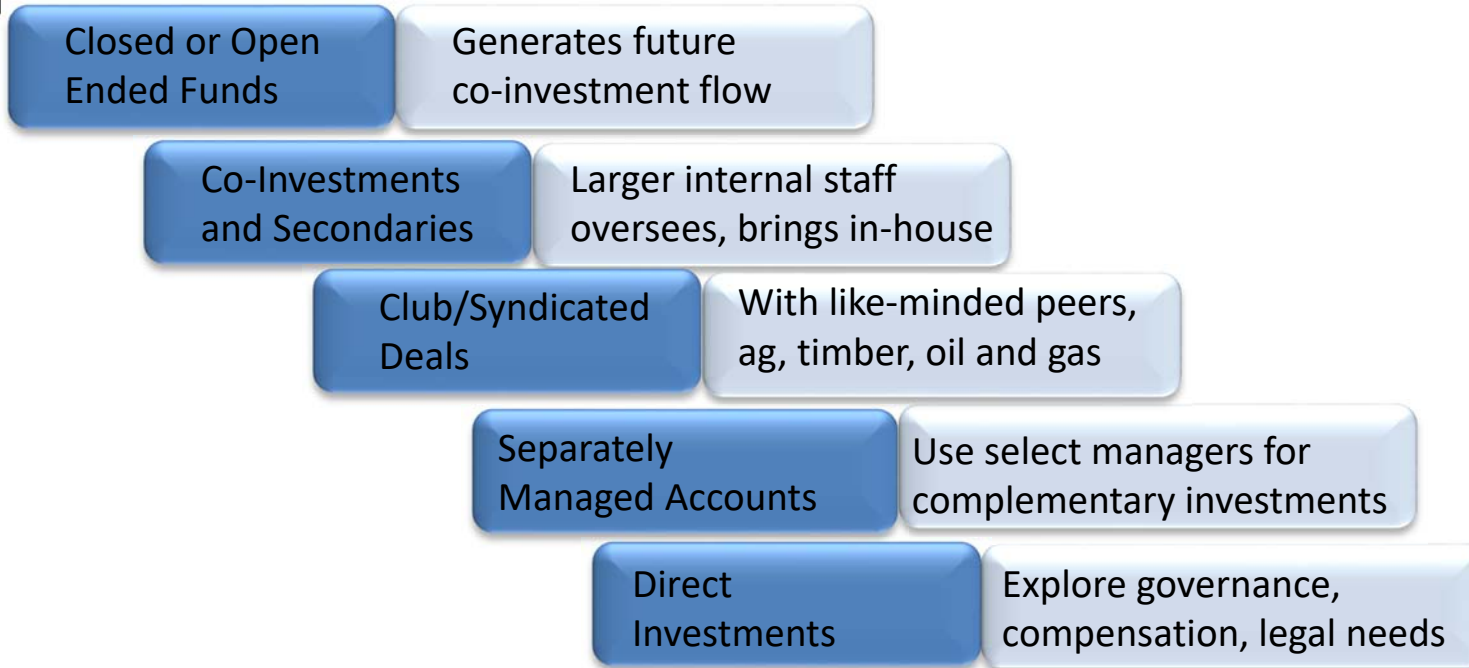 Closed or Open
Ended Funds
Generates future
co-investment flow
Co-Investments
and Secondaries
Larger internal staff
oversees, brings in-house
Club/Syndicated
Deals
With like-minded peers,
ag, timber, oil and gas
Separately
Managed Accounts
Use select managers for
complementary investments
Direct
Investments
Explore governance,
compensation, legal needs